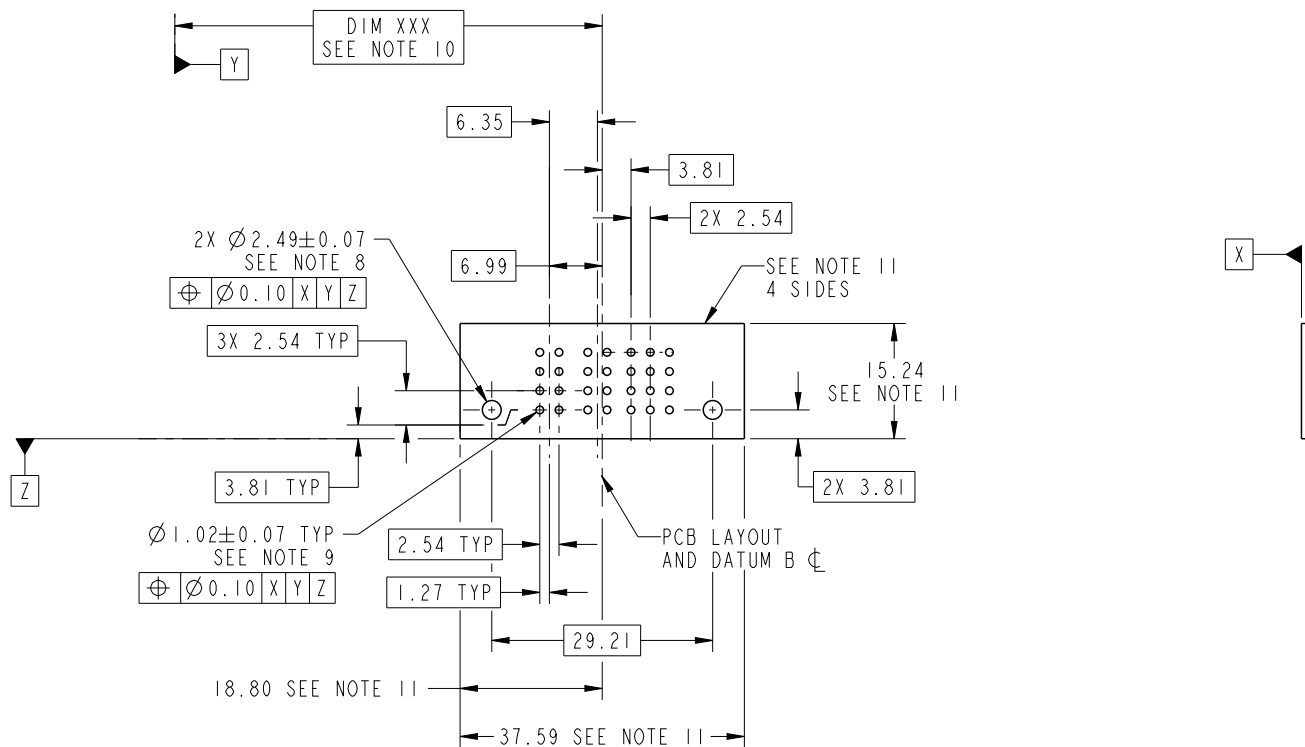 DIM XXX
SEE NOTE 10
Y
6.35
3.81
2X 2.54
2X Ø2.49±0.07
SEE NOTE 8
⌖ Ø0.10 X Y Z
6.99
SEE NOTE 11
4 SIDES
X
3X 2.54 TYP
15.24
SEE NOTE 11
Z
3.81 TYP
2X 3.81
Ø1.02±0.07 TYP
SEE NOTE 9
⌖ Ø0.10 X Y Z
2.54 TYP
PCB LAYOUT
AND DATUM B ℄
1.27 TYP
29.21
18.80 SEE NOTE 11
37.59 SEE NOTE 11